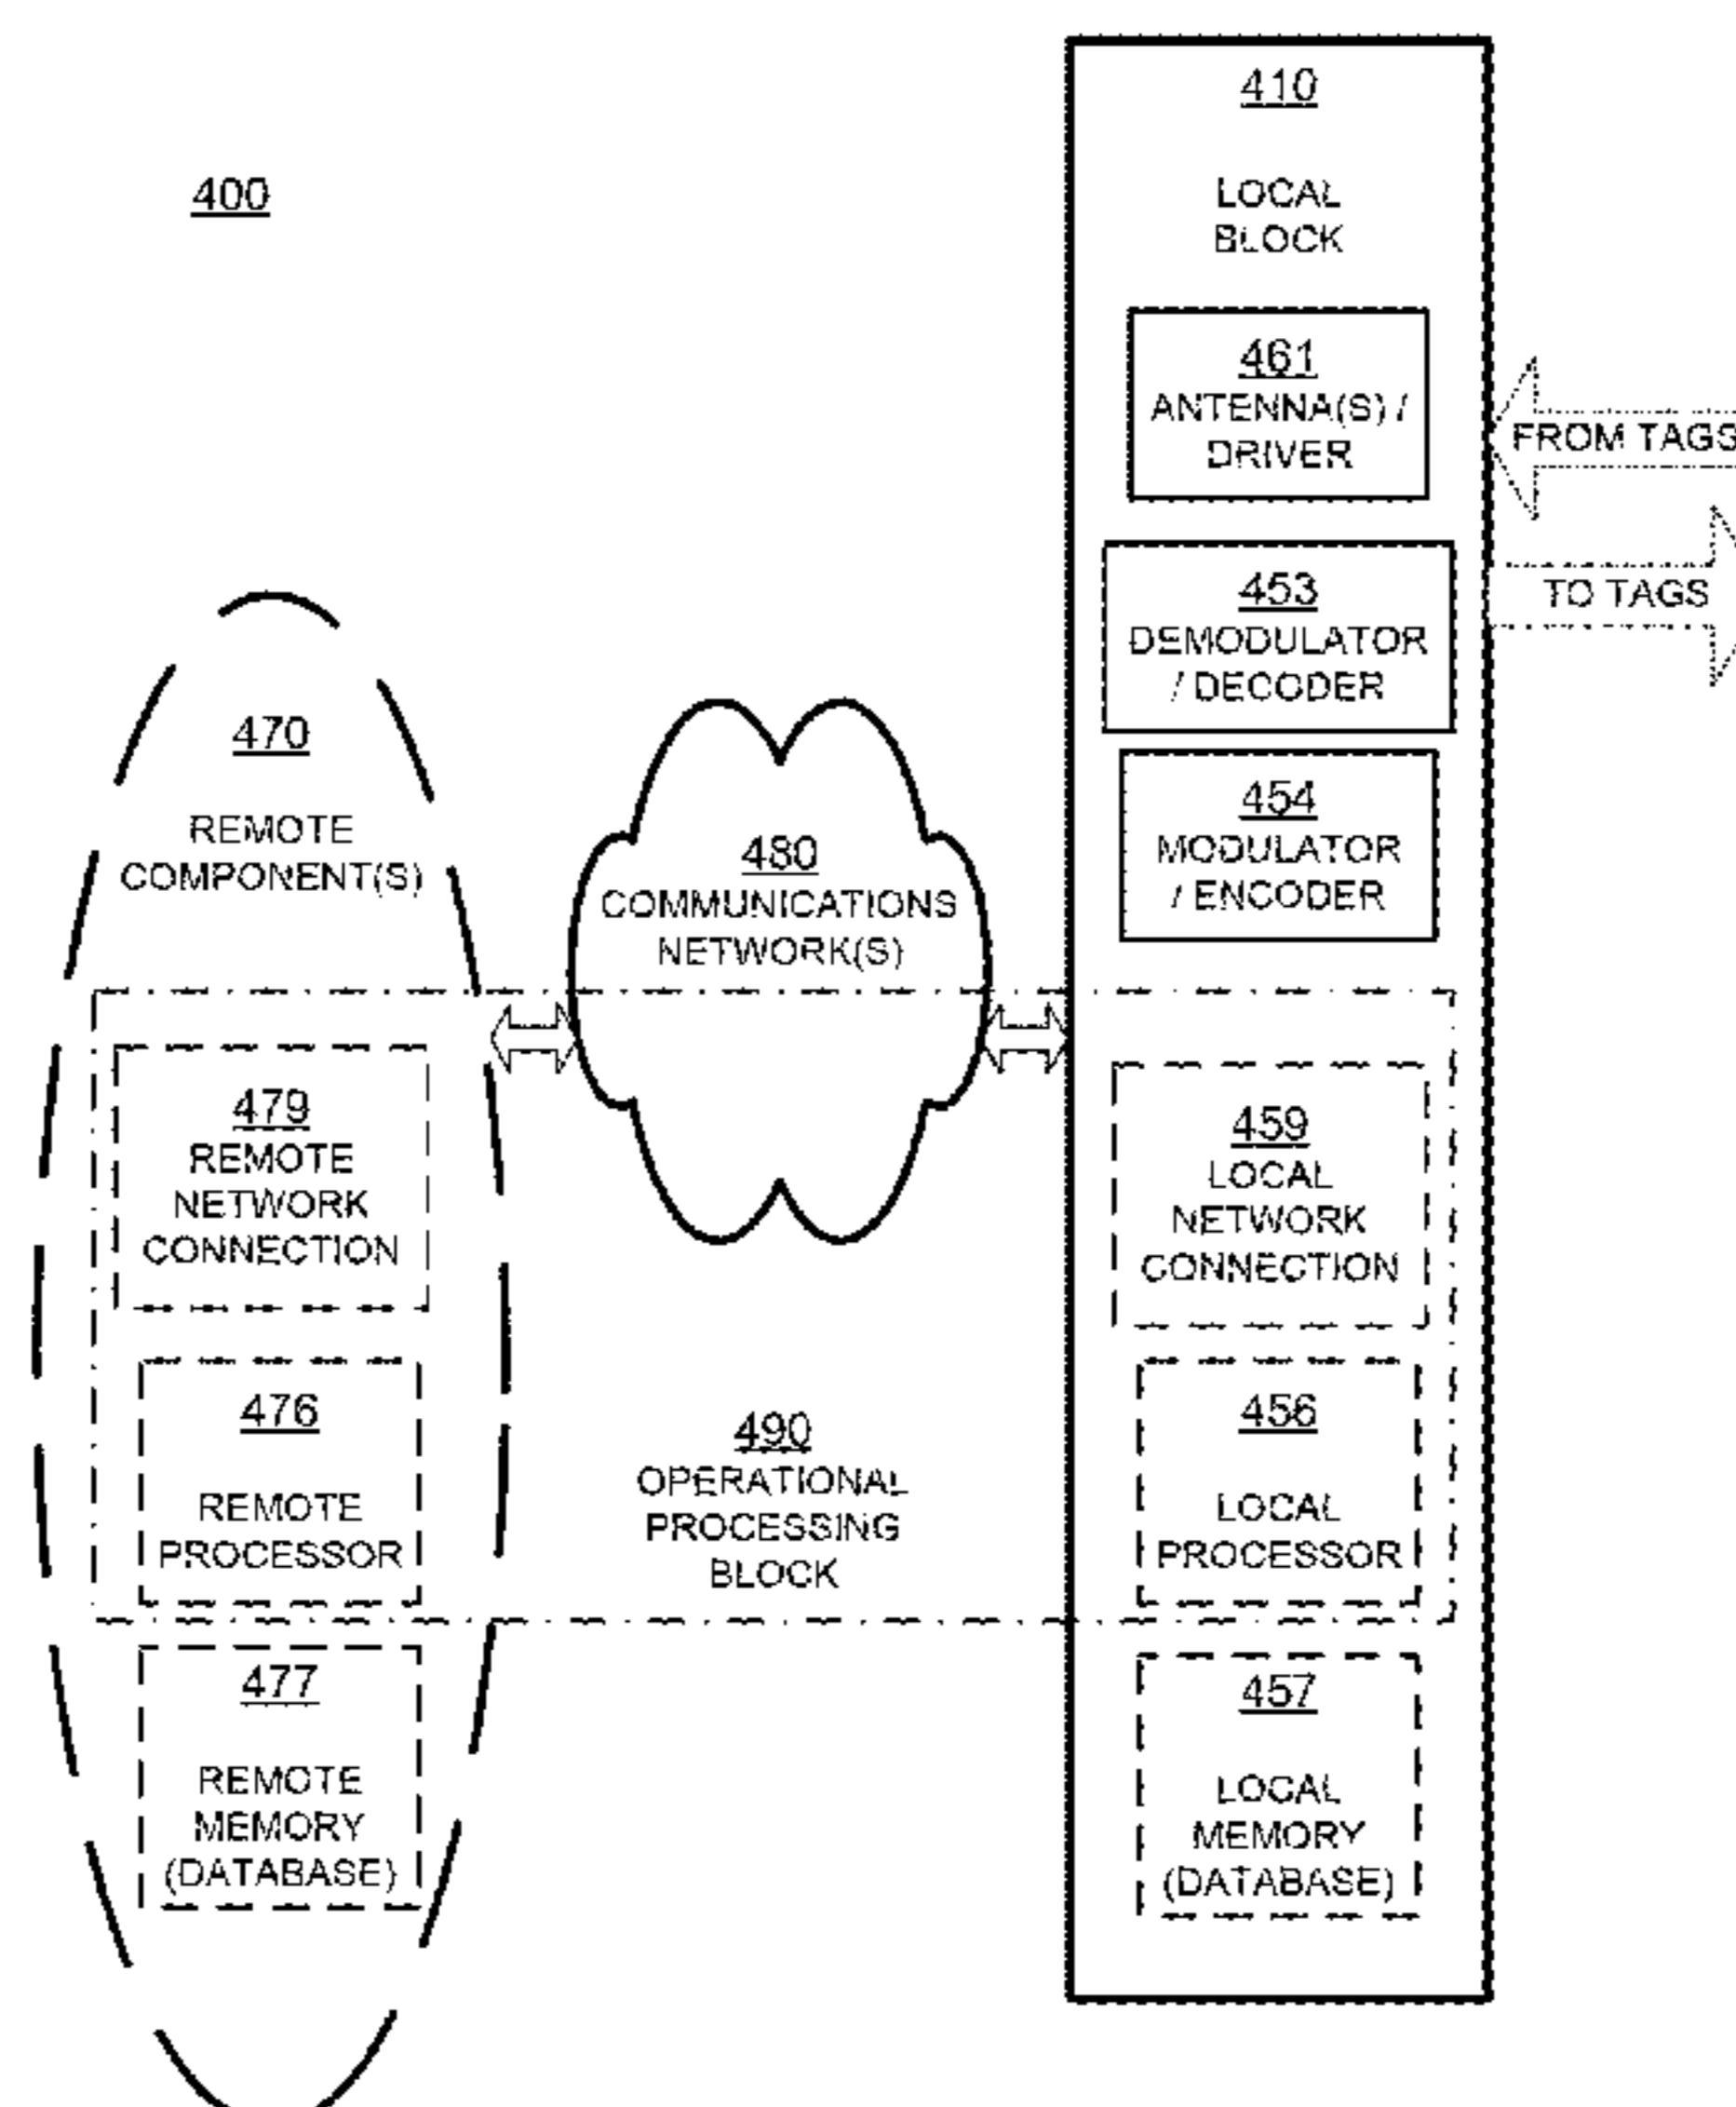 400
410
LOCAL
BLOCK
461
ANTENNA(S) /
DRIVER
FROM TAGS
453
DEMODULATOR
/ DECODER
TO TAGS
454
MODULATOR
/ ENCODER
470
REMOTE
COMPONENT(S)
480
COMMUNICATIONS
NETWORK(S)
479
REMOTE
NETWORK
CONNECTION
459
LOCAL
NETWORK
CONNECTION
476
REMOTE
PROCESSOR
490
OPERATIONAL
PROCESSING
BLOCK
456
LOCAL
PROCESSOR
477
REMOTE
MEMORY
(DATABASE)
457
LOCAL
MEMORY
(DATABASE)